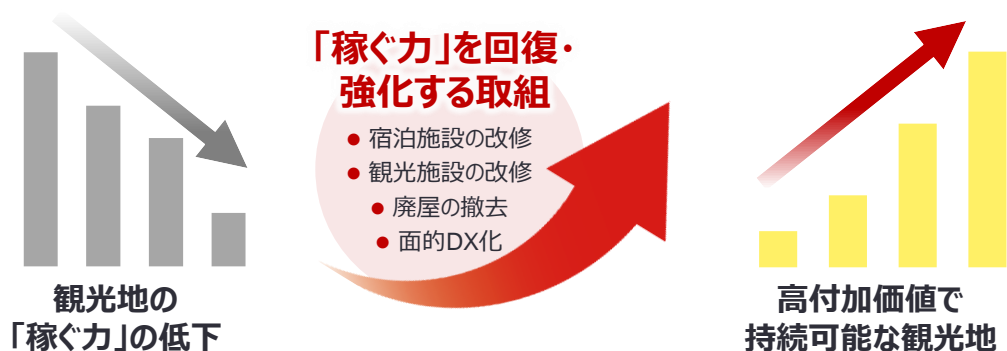 「稼ぐ力」を回復・
強化する取組
● 宿泊施設の改修
● 観光施設の改修
● 廃屋の撤去
● 面的DX化
観光地の
「稼ぐ力」の低下
高付加価値で
持続可能な観光地